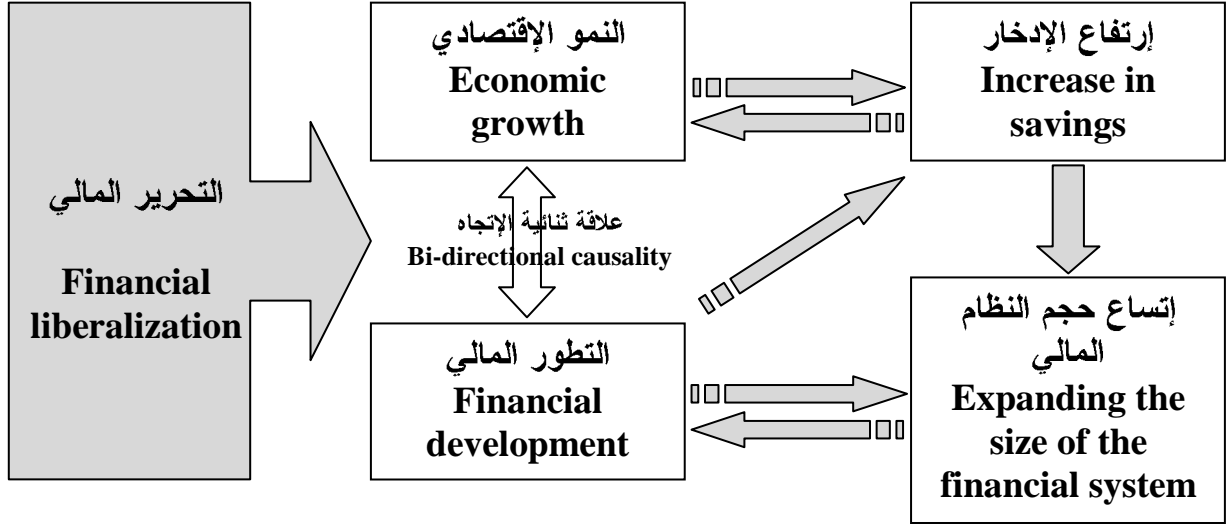 التحرير المالي
Financial
liberalization
النمو الإقتصادي
Economic
growth
علاقة ثنائية الإتجاه
Bi-directional causality
التطور المالي
Financial
development
إرتفاع الإدخار
Increase in
savings
إتساع حجم النظام
المالي
Expanding the
size of the
financial system